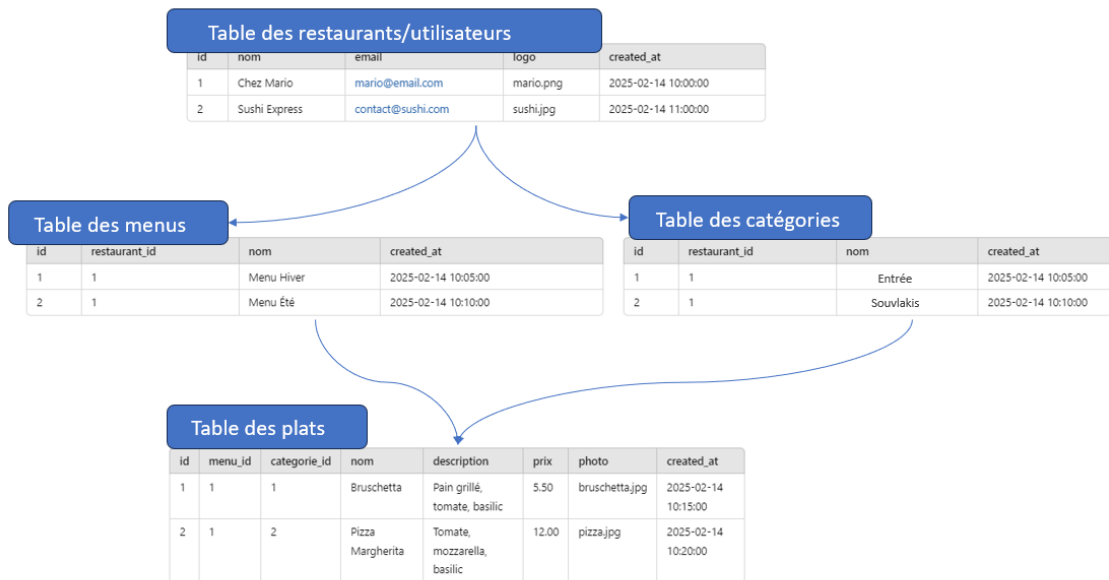 Table des restaurants/utilisateurs
id nom email logo created_at
1 Chez Mario mario@email.com mario.png 2025-02-14 10:00:00
2 Sushi Express contact@sushi.com sushi.jpg 2025-02-14 11:00:00
Table des menus
id restaurant_id nom created_at
1 1 Menu Hiver 2025-02-14 10:05:00
2 1 Menu Été 2025-02-14 10:10:00
Table des catégories
id restaurant_id nom created_at
1 1 Entrée 2025-02-14 10:05:00
2 1 Souvlakis 2025-02-14 10:10:00
Table des plats
id menu_id categorie_id nom description prix photo created_at
1 1 1 Bruschetta Pain grillé, 5.50 bruschetta.jpg 2025-02-14
tomate, basilic 10:15:00
2 1 2 Pizza Tomate, 12.00 pizza.jpg 2025-02-14
Margherita mozzarella, 10:20:00
basilic